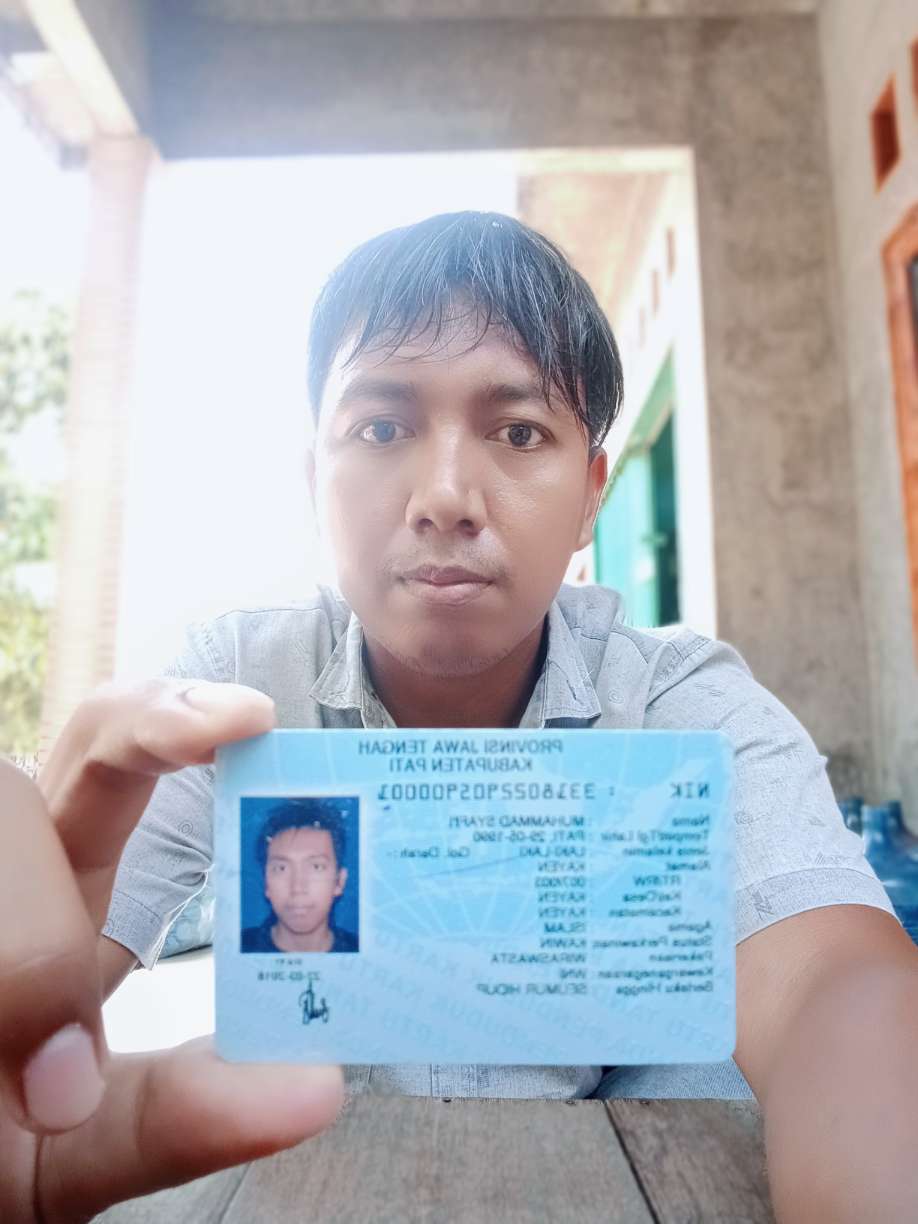 PROVINSI JAWA TENGAH
KABUPATEN PATI
NIK : 3318022905900001
Nama : MUHAMMAD SYAFI'I
Tempat/Tgl Lahir : PATI, 29-05-1990
Jenis kelamin : LAKI-LAKI Gol. Darah :-
Alamat : KAYEN
RT/RW : 007/003
Kel/Desa : KAYEN
Kecamatan : KAYEN
Agama : ISLAM
Status Perkawinan: KAWIN
Pekerjaan : WIRASWASTA
Kewarganegaraan : WNI
Berlaku Hingga : SEUMUR HIDUP
PATI
22-03-2018